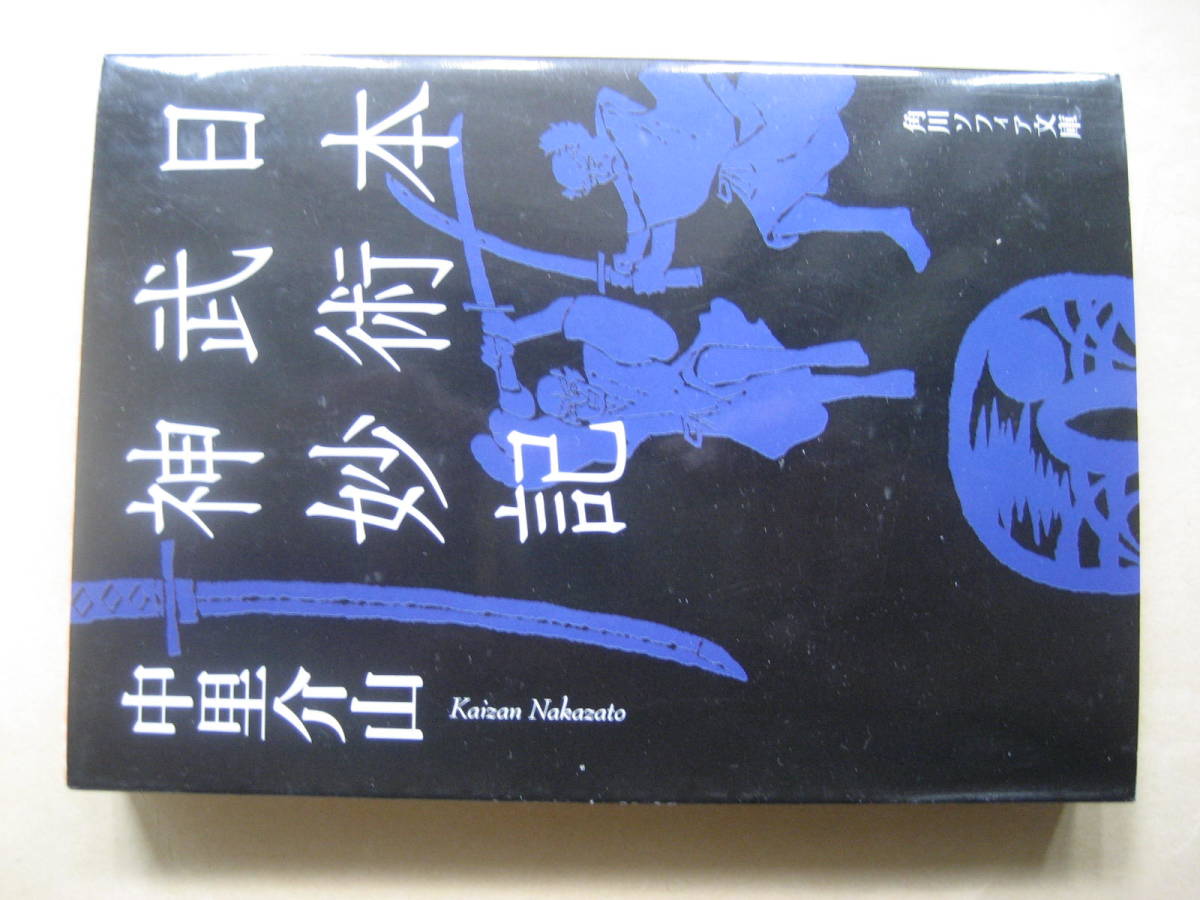 日本
武術
神妙記
中里介山
Kaizan Nakazato
角川ソフィア文庫